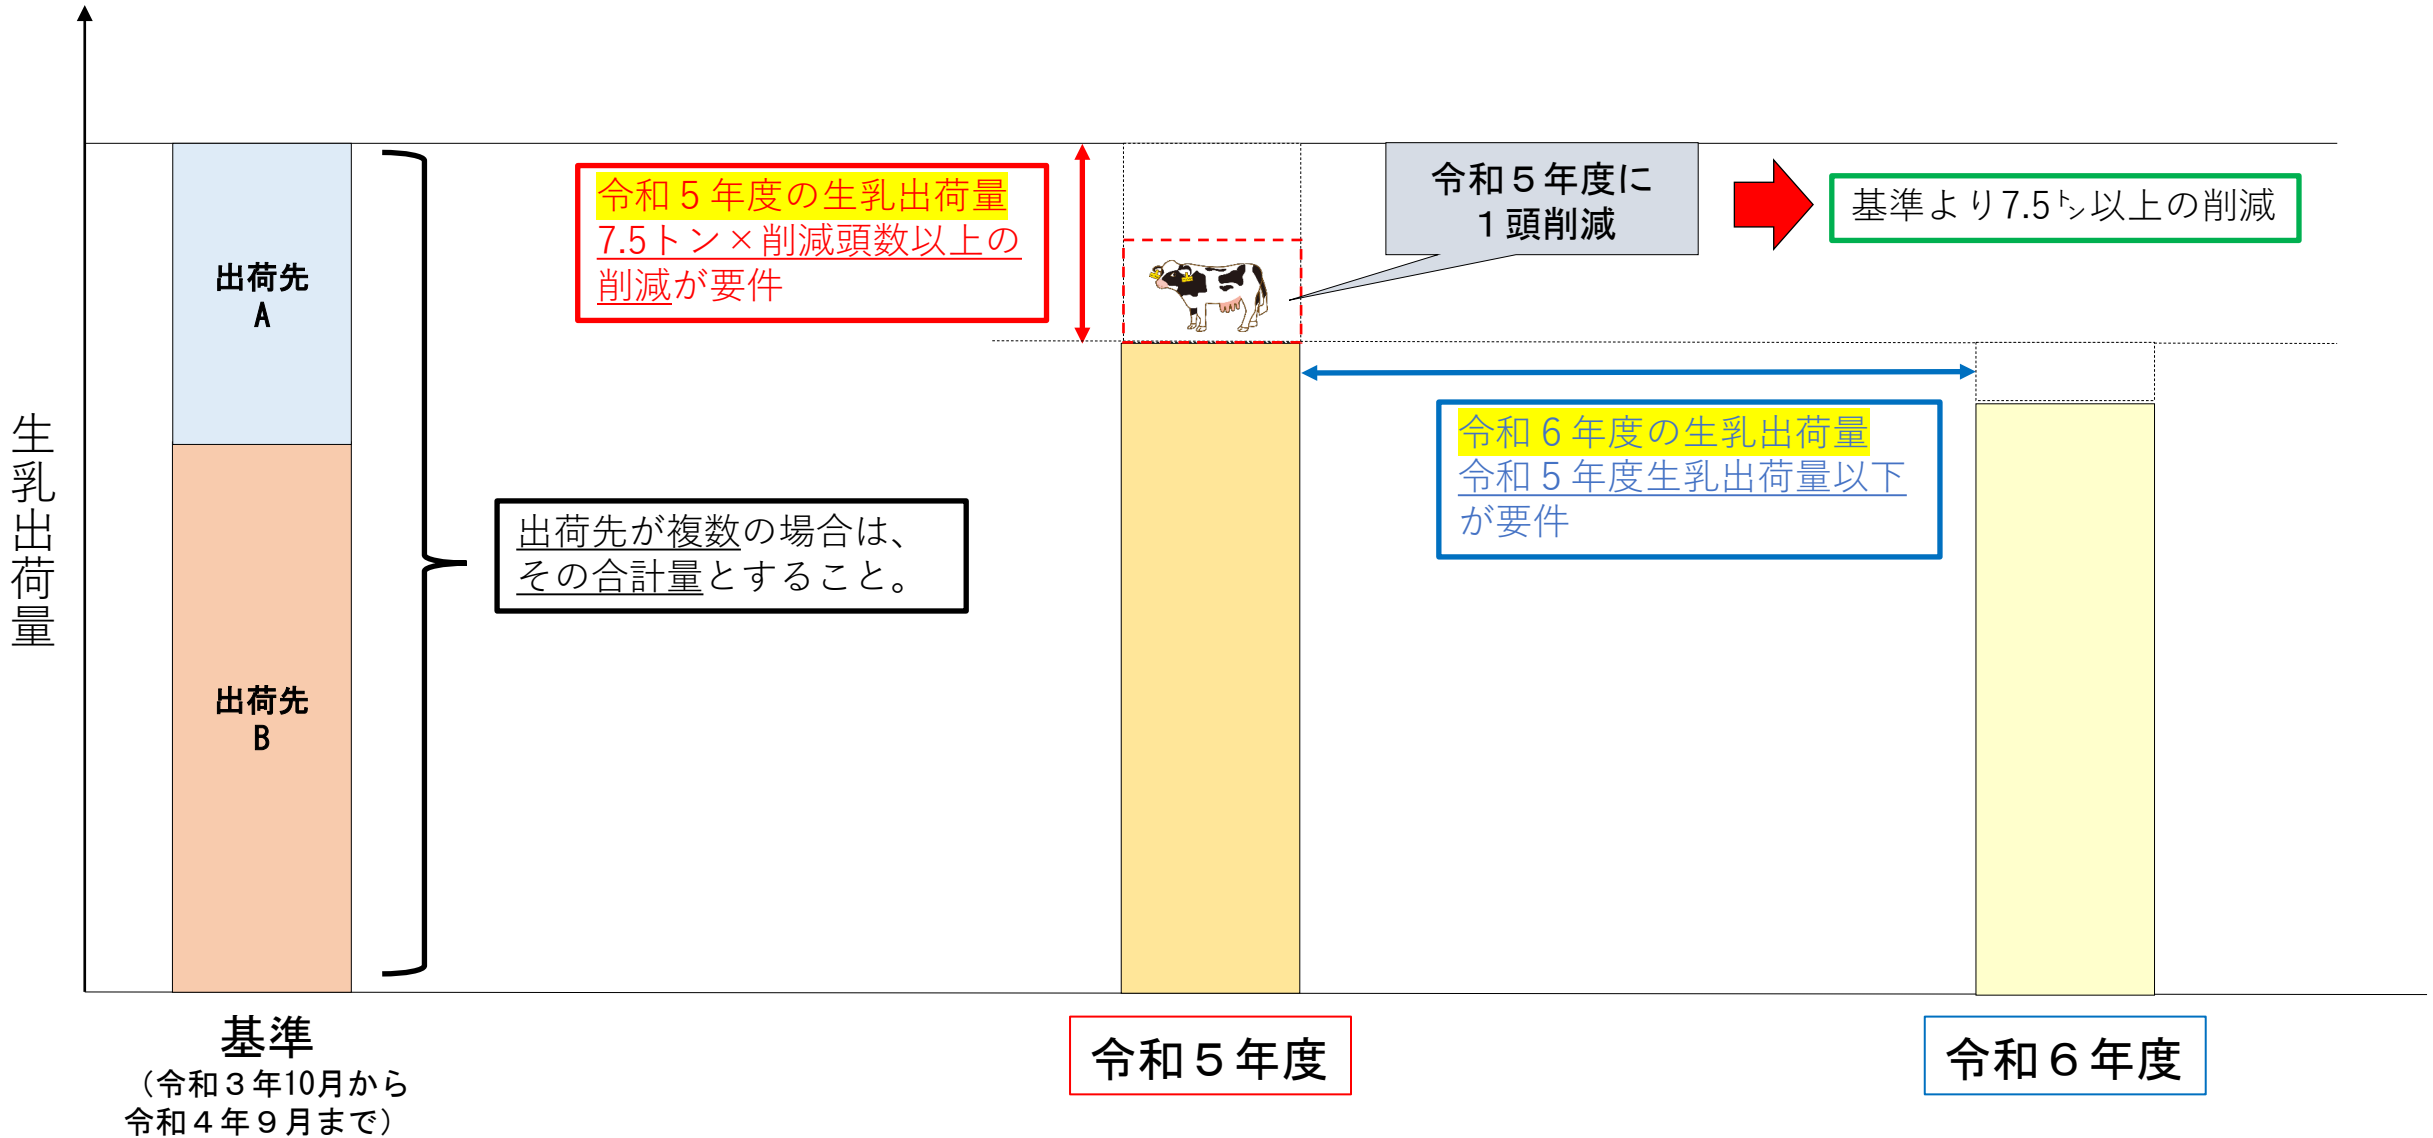 生乳出荷量
出荷先
A
出荷先
B
令和５年度の生乳出荷量
7.5トン×削減頭数以上の
削減が要件
出荷先が複数の場合は、
その合計量とすること。
令和５年度に
１頭削減
基準より7.5㌧以上の削減
令和６年度の生乳出荷量
令和５年度生乳出荷量以下
が要件
基準
（令和３年10月から
令和４年９月まで）
令和５年度
令和６年度